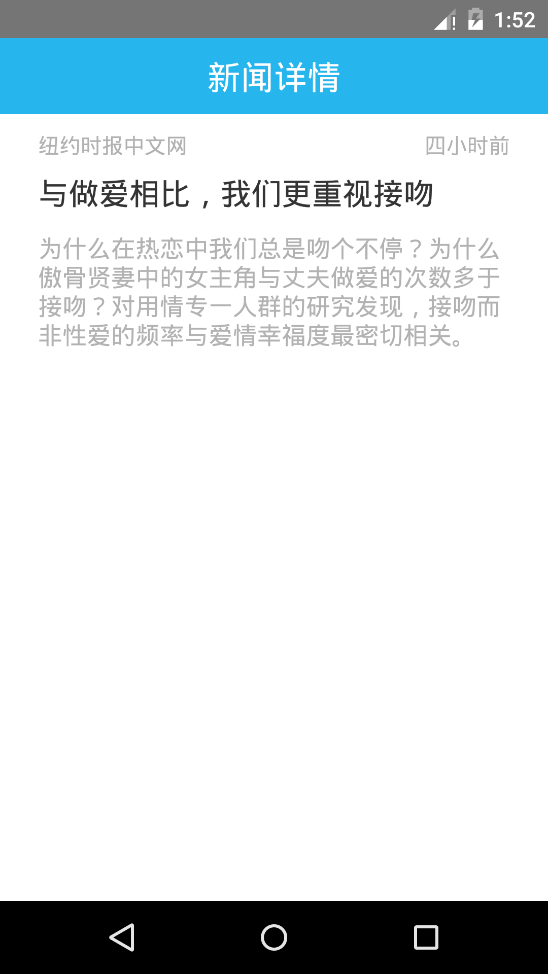 1:52
新闻详情
纽约时报中文网 四小时前
与做爱相比，我们更重视接吻
为什么在热恋中我们总是吻个不停？为什么
傲骨贤妻中的女主角与丈夫做爱的次数多于
接吻？对用情专一人群的研究发现，接吻而
非性爱的频率与爱情幸福度最密切相关。